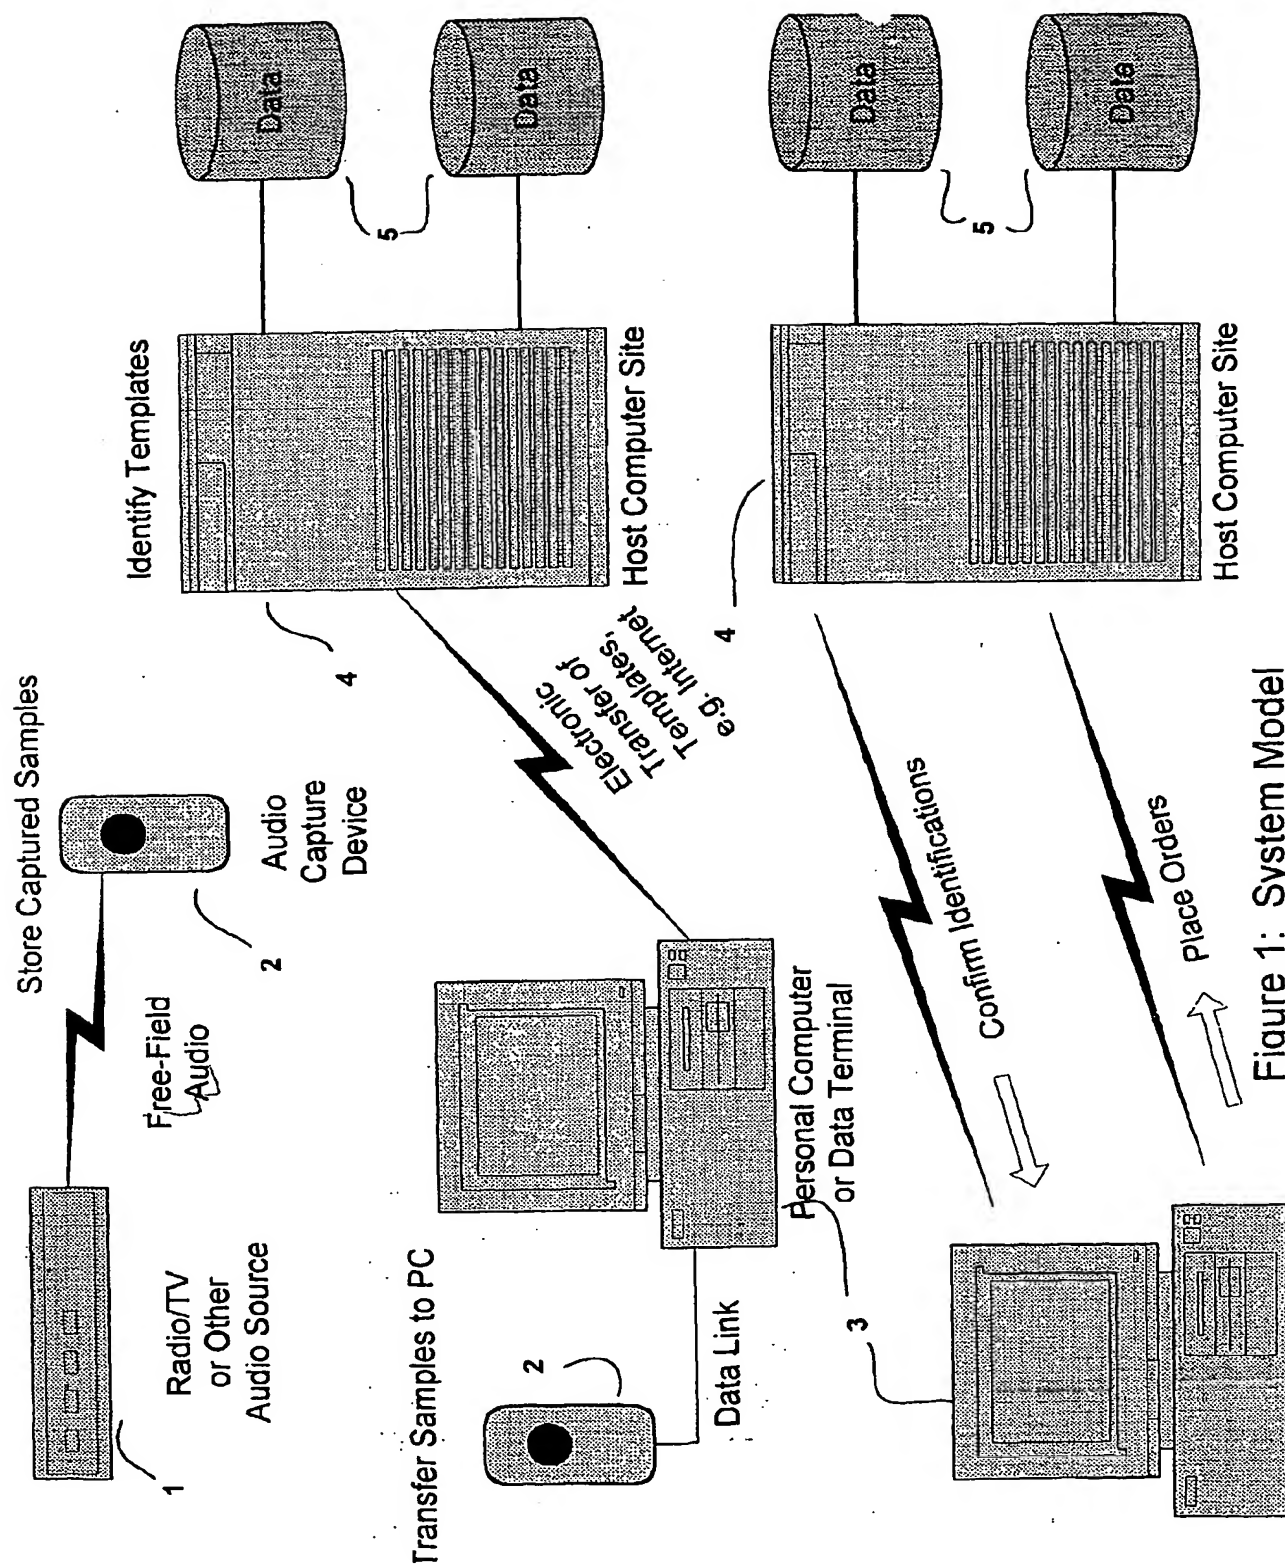 Store Captured Samples
Radio/TV
or Other
Audio Source
1
Free-Field
Audio
Audio
Capture
Device
2
Transfer Samples to PC
2
Data Link
Personal Computer
or Data Terminal
3
Electronic
Transfer of
Templates,
e.g. Internet
Identify Templates
4
Host Computer Site
Data
Data
5
Confirm Identifications
Place Orders
4
Host Computer Site
Data
Data
5
Figure 1: System Model